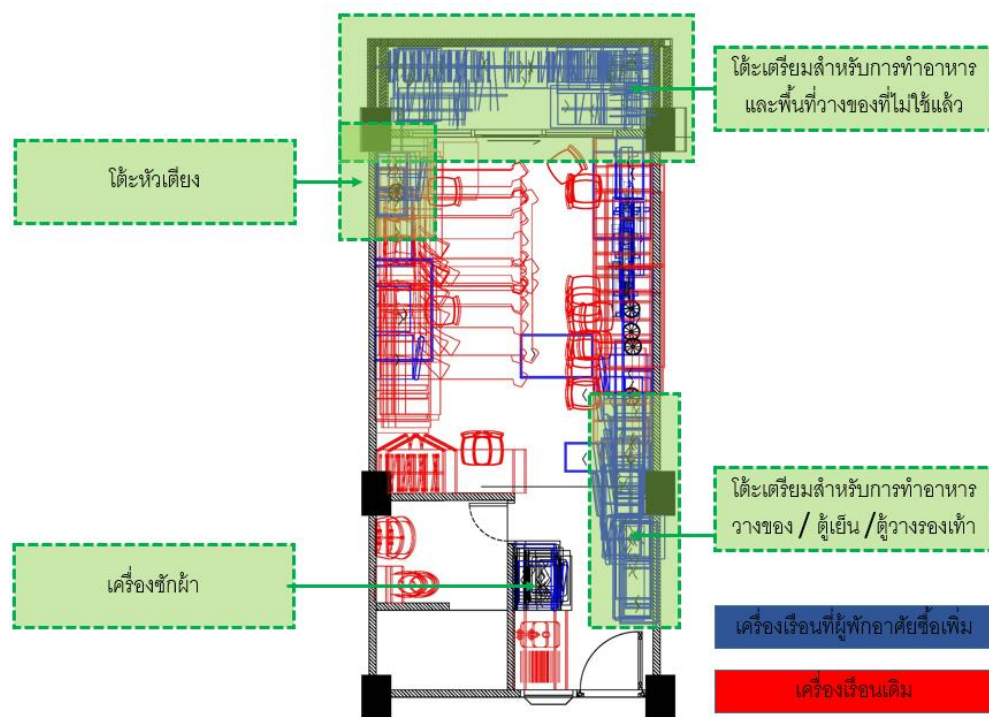 โต๊ะเตรียมสำหรับการทำอาหาร
และพื้นที่วางของที่ไม่ใช้แล้ว
โต๊ะหัวเตียง
โต๊ะเตรียมสำหรับการทำอาหาร
วางของ / ตู้เย็น /ตู้วางรองเท้า
เครื่องซักผ้า
เครื่องเรือนที่ผู้พักอาศัยซื้อเพิ่ม
เครื่องเรือนเดิม